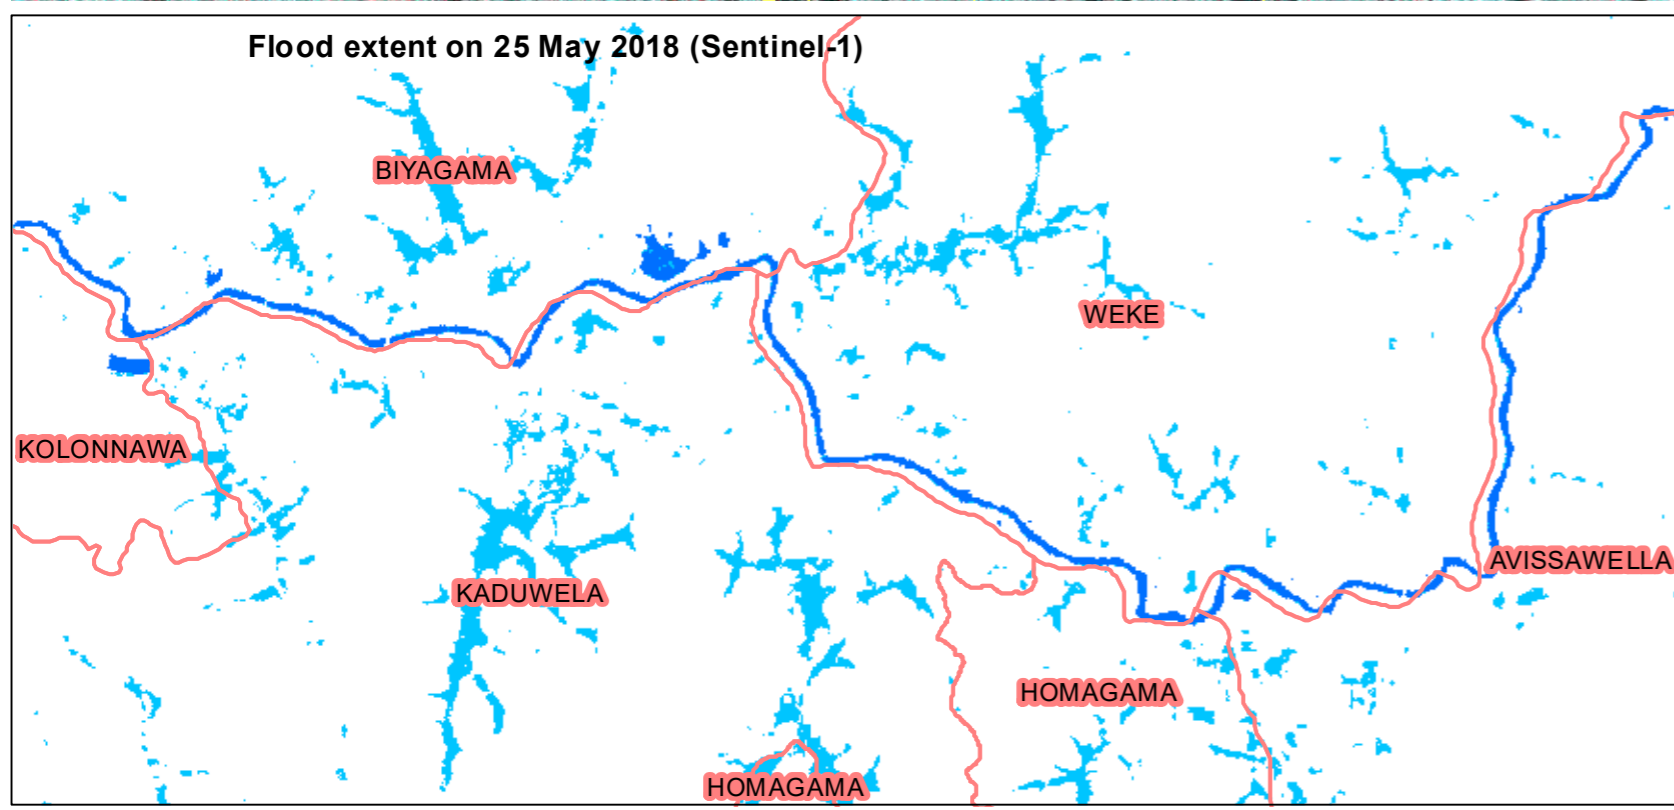 Flood extent on 25 May 2018 (Sentinel-1)
BIYAGAMA
WEKE
KOLONNAWA
AVISSAWELLA
KADUWELA
HOMAGAMA
HOMAGAMA